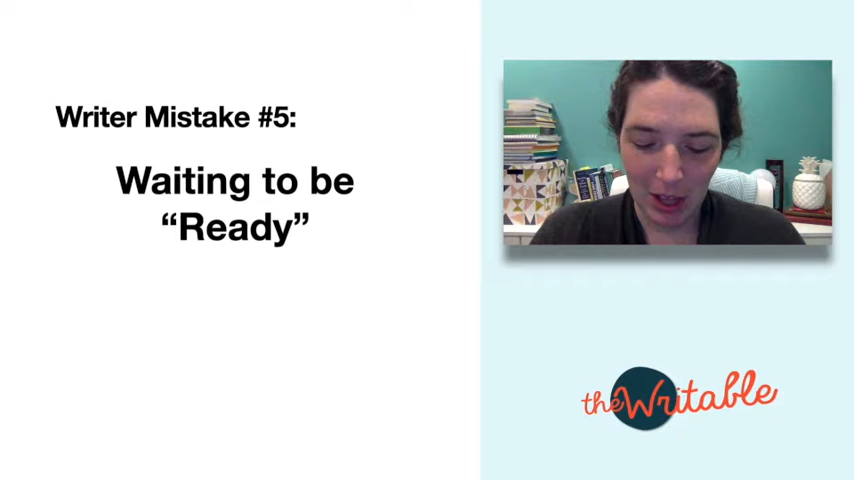 Writer Mistake #5:
Waiting to be
“Ready”
theWritable